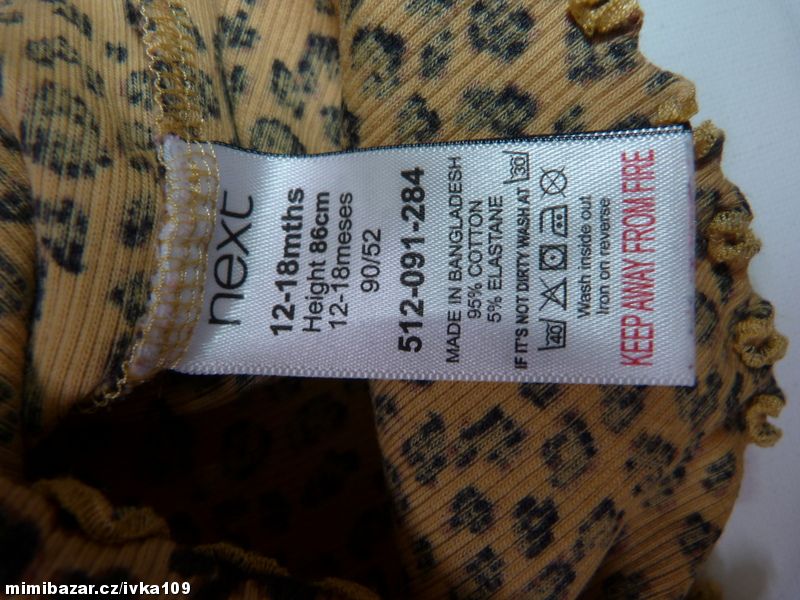 next
12-18mths
Height 86cm
12-18meses
90/52
512-091-284
MADE IN BANGLADESH
95% COTTON
5% ELASTANE
IF IT'S NOT DIRTY WASH AT 30
40
Wash inside out
Iron on reverse
KEEP AWAY FROM FIRE
mimibazar.cz/ivka109